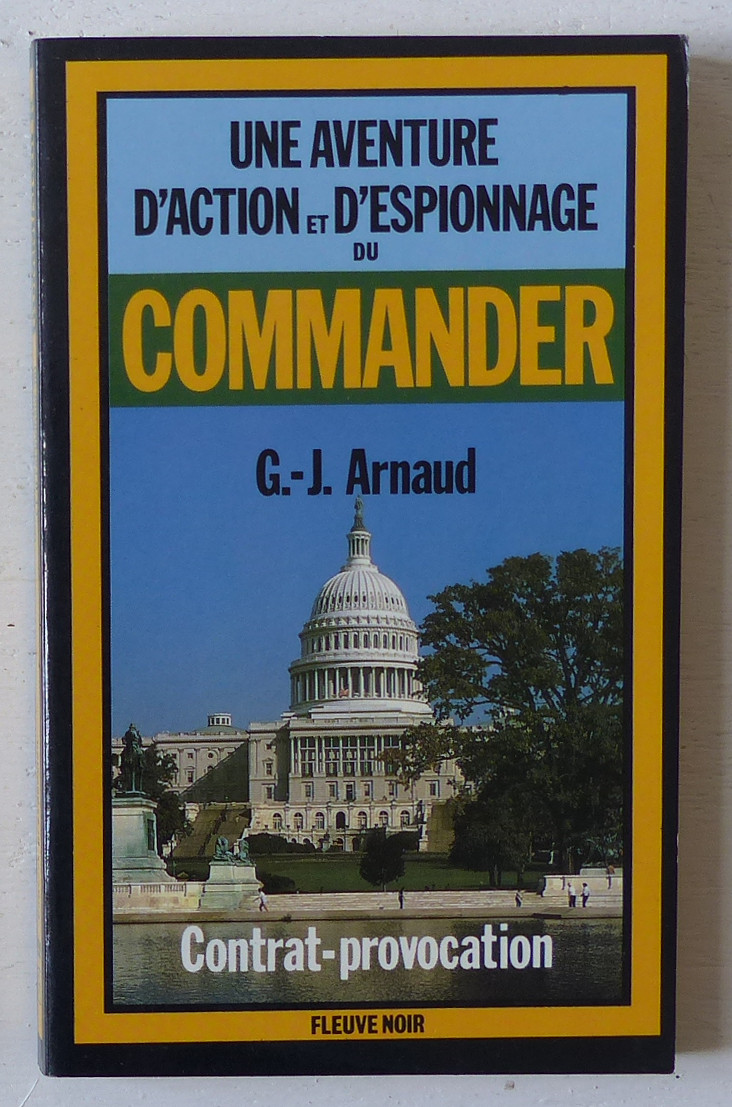 UNE AVENTURE
D'ACTION ET D'ESPIONNAGE
DU
COMMANDER
G.-J. Arnaud
Contrat-provocation
FLEUVE NOIR